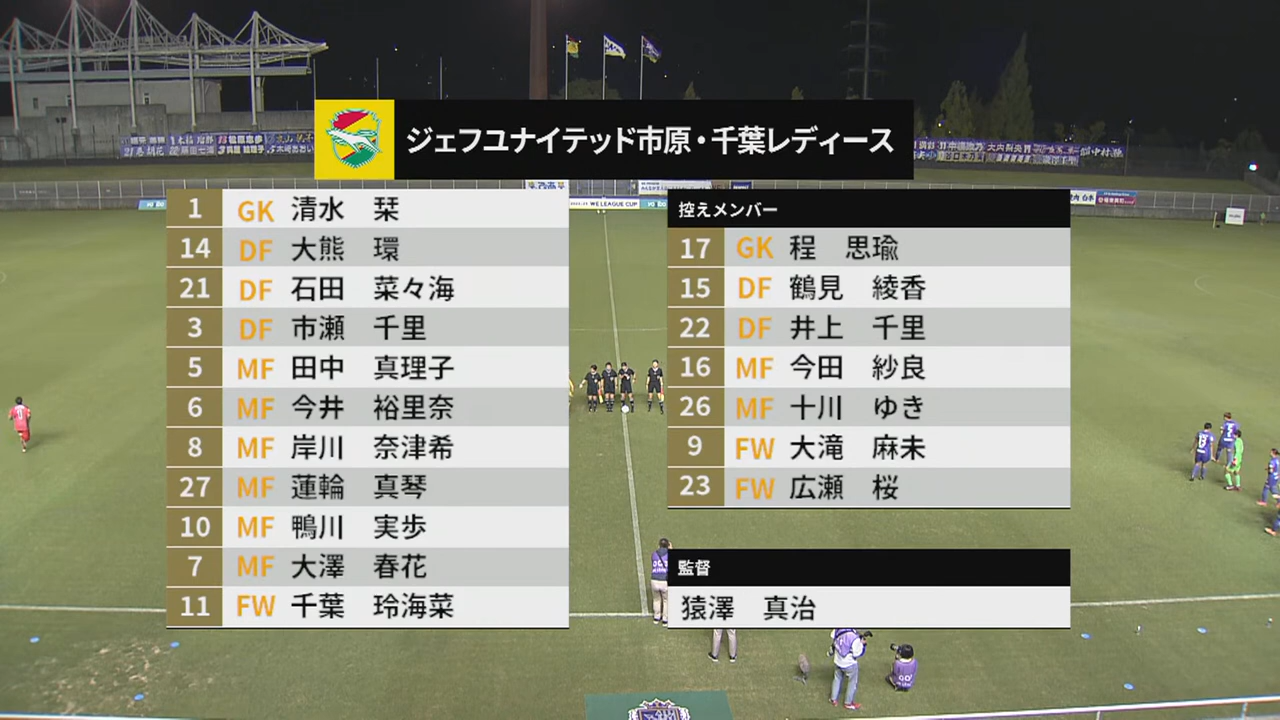 ジェフユナイテッド市原・千葉レディース
1 GK 清水 栞
14 DF 大熊 環
21 DF 石田 菜々海
3 DF 市瀬 千里
5 MF 田中 真理子
6 MF 今井 裕里奈
8 MF 岸川 奈津希
27 MF 蓮輪 真琴
10 MF 鴨川 実歩
7 MF 大澤 春花
11 FW 千葉 玲海菜
控えメンバー
17 GK 程 思瑜
15 DF 鶴見 綾香
22 DF 井上 千里
16 MF 今田 紗良
26 MF 十川 ゆき
9 FW 大滝 麻未
23 FW 広瀬 桜
監督
猿澤 真治
WE LEAGUE CUP